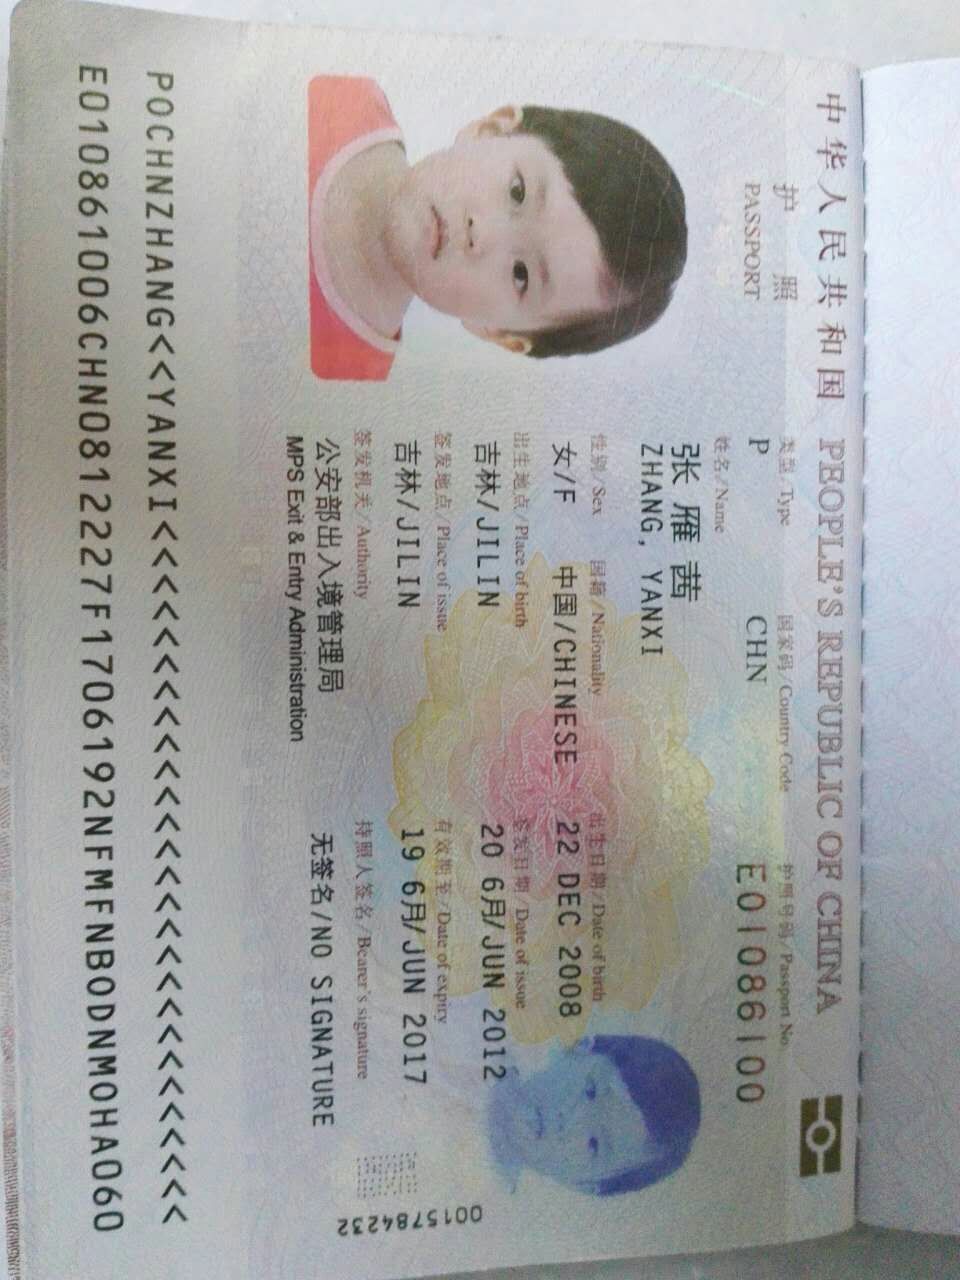 中华人民共和国 PEOPLE'S REPUBLIC OF CHINA
护照
PASSPORT
类型/Type 国家码/Country Code 护照号码/Passport No.
P CHN E01086100
姓名/Name
张雁茜
ZHANG, YANXI
性别/Sex 国籍/Nationality 出生日期/Date of birth
女/F 中国/CHINESE 22 DEC 2008
出生地点/Place of birth 签发日期/Date of issue
吉林/JILIN 20 6月/JUN 2012
签发地点/Place of issue 有效期至/Date of expiry
吉林/JILIN 19 6月/JUN 2017
签发机关/Authority 持照人签名/Bearer's signature
公安部出入境管理局 无签名/NO SIGNATURE
MPS Exit & Entry Administration
0015784232
POCHNZHANG<<YANXI<<<<<<<<<<<<<<<<<<<<<<<<<<<
E010861006CHN0812227F1706192NFMFNBODNMOHA060